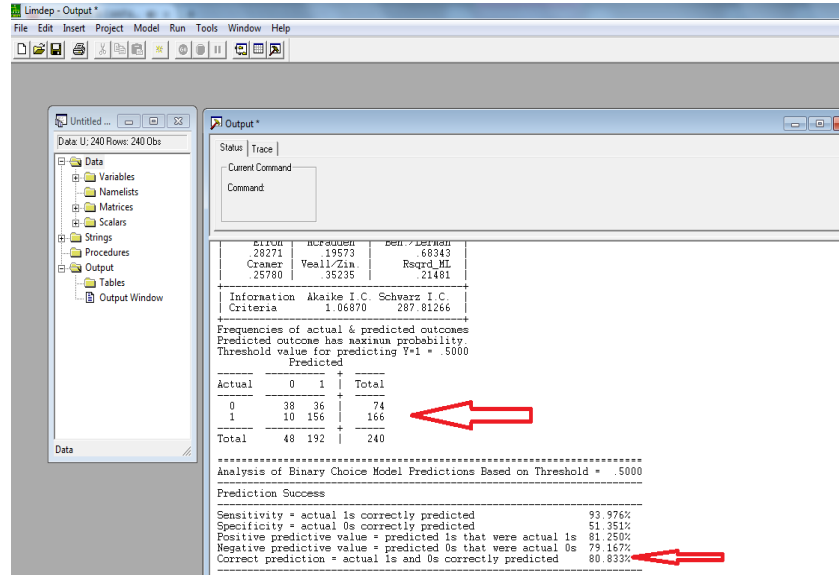 Limdep - Output *
File Edit Insert Project Model Run Tools Window Help
Untitled ...
Data: U; 240 Rows: 240 Obs
Data
Variables
Namelists
Matrices
Scalars
Strings
Procedures
Output
Tables
Output Window
Data
Output *
Status Trace
Current Command
Command:
| Efron | McFadden | Ben./Lerman |
| .28271 | .19573 | .68343 |
| Cramer | Veall/Zim. | Rsqrd_ML |
| .25780 | .35235 | .21481 |
| Information Akaike I.C. Schwarz I.C. |
| Criteria 1.06870 287.81266 |
Frequencies of actual & predicted outcomes
Predicted outcome has maximum probability.
Threshold value for predicting Y=1 = .5000
Predicted
Actual 0 1 | Total
0 38 36 | 74
1 10 156 | 166
Total 48 192 | 240
Analysis of Binary Choice Model Predictions Based on Threshold = .5000
Prediction Success
Sensitivity = actual 1s correctly predicted 93.976%
Specificity = actual 0s correctly predicted 51.351%
Positive predictive value = predicted 1s that were actual 1s 81.250%
Negative predictive value = predicted 0s that were actual 0s 79.167%
Correct prediction = actual 1s and 0s correctly predicted 80.833%